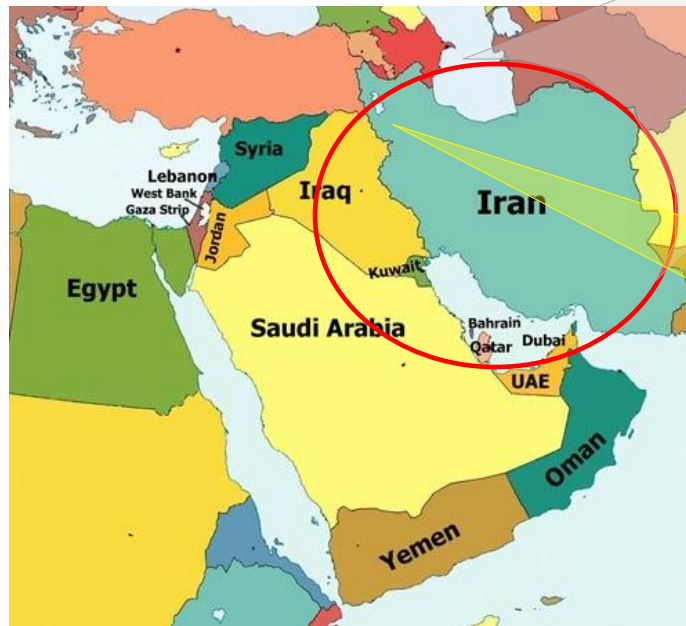 Syria
Lebanon
West Bank
Gaza Strip
Iraq
Iran
Jordan
Kuwait
Egypt
Saudi Arabia
Bahrain
Qatar
Dubai
UAE
Oman
Yemen